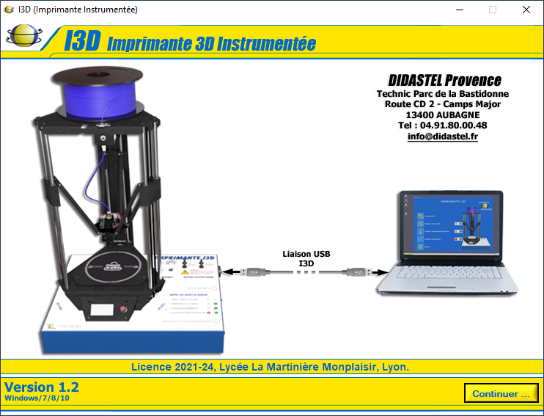 I3D (Imprimante Instrumentée)
I3D Imprimante 3D Instrumentée
DIDASTEL Provence
Technic Parc de la Bastidonne
Route CD 2 - Camps Major
13400 AUBAGNE
Tel : 04.91.80.00.48
info@didastel.fr
IMPRIMANTE I3D
Liaison USB
I3D
Licence 2021-24, Lycée La Martinière Monplaisir, Lyon.
Version 1.2
Windows/7/8/10
Continuer ...